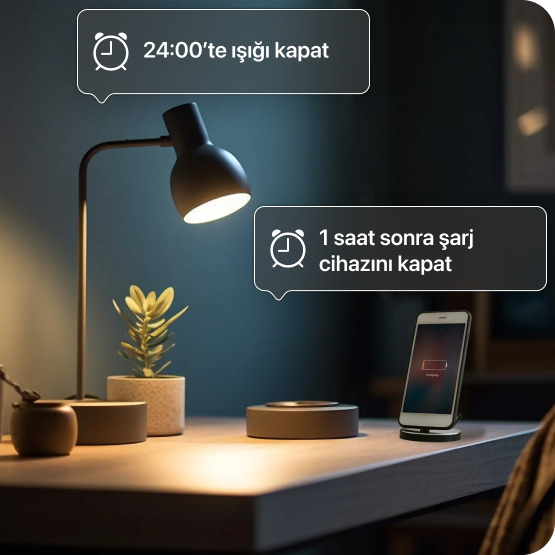 24:00’te ışığı kapat
1 saat sonra şarj
cihazını kapat